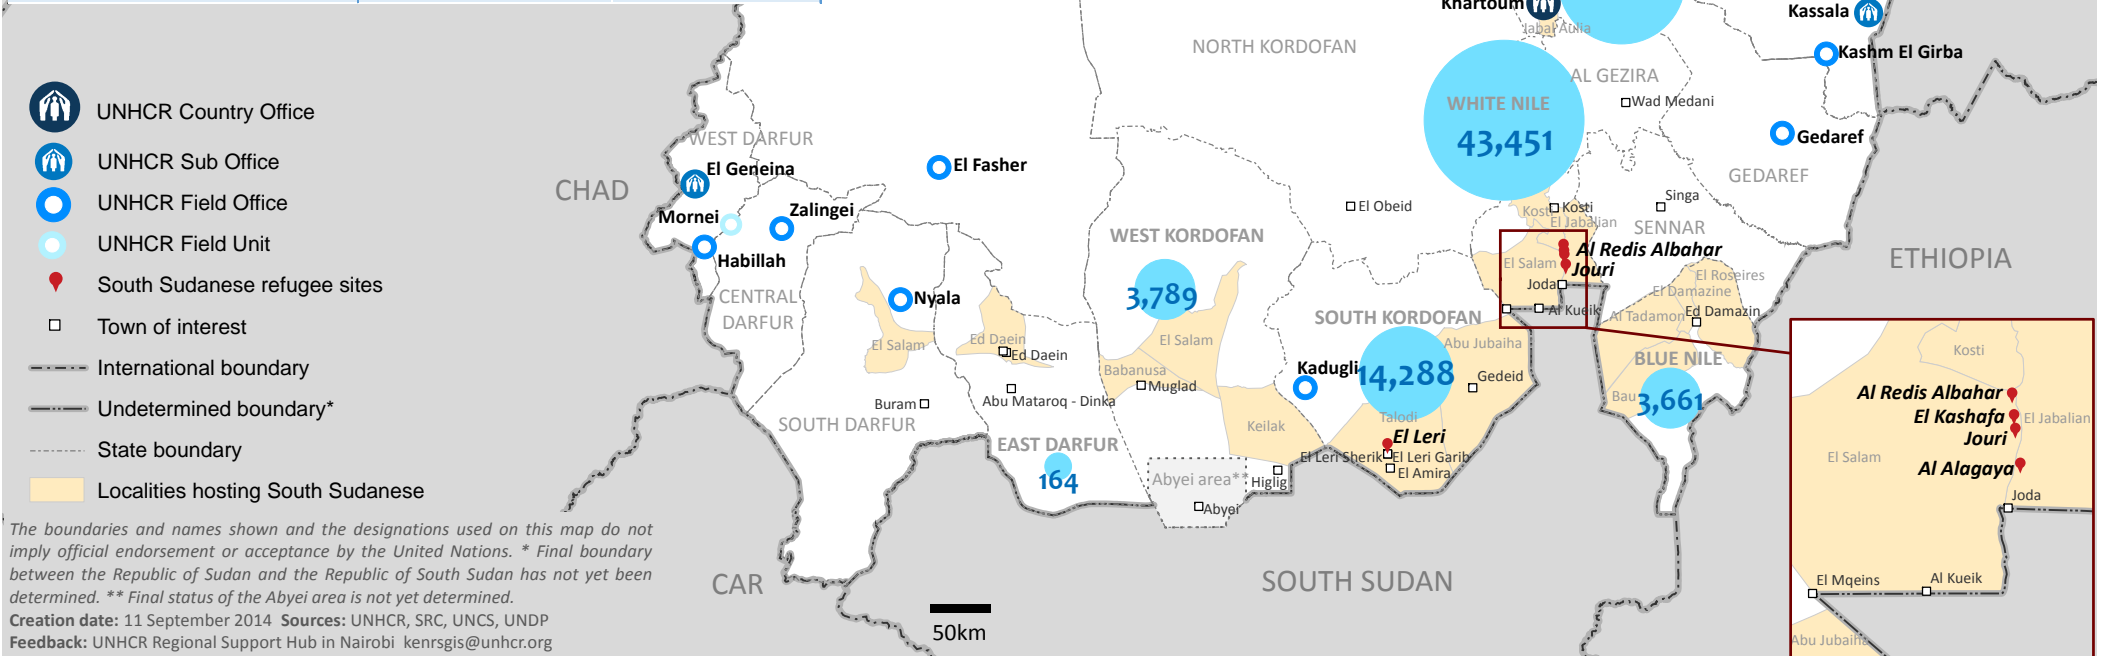 Khartoum
Jabal Aulia
Kassala
Kashm El Girba
NORTH KORDOFAN
AL GEZIRA
WHITE NILE
43,451
Wad Medani
Gedaref
GEDAREF
UNHCR Country Office
UNHCR Sub Office
UNHCR Field Office
UNHCR Field Unit
South Sudanese refugee sites
Town of interest
International boundary
Undetermined boundary*
State boundary
Localities hosting South Sudanese
WEST DARFUR
El Geneina
CHAD
Mornei
Zalingei
Habillah
El Fasher
CENTRAL
DARFUR
Nyala
El Salam
Ed Daein
Ed Daein
Buram
SOUTH DARFUR
Abu Mataroq - Dinka
EAST DARFUR
164
WEST KORDOFAN
3,789
El Salam
Babanusa
Muglad
Keilak
Abyei area**
Higlig
Abyei
El Obeid
SOUTH KORDOFAN
14,288
Kadugli
Abu Jubaiha
Gedeid
Talodi
El Leri
El Leri Sherik
El Leri Garib
El Amira
Kosti
Kosti
El Jabalian
Singa
SENNAR
Al Redis Albahar
Jouri
El Salam
Joda
Al Kueik
El Roseires
El Damazine
Al Tadamon
Ed Damazin
BLUE NILE
Bau
3,661
ETHIOPIA
Kosti
Al Redis Albahar
El Kashafa
El Jabalian
Jouri
El Salam
Al Alagaya
Joda
El Mqeins
Al Kueik
Abu Jubaiha
CAR
SOUTH SUDAN
50km
The boundaries and names shown and the designations used on this map do not
imply official endorsement or acceptance by the United Nations. * Final boundary
between the Republic of Sudan and the Republic of South Sudan has not yet been
determined. ** Final status of the Abyei area is not yet determined.
Creation date: 11 September 2014 Sources: UNHCR, SRC, UNCS, UNDP
Feedback: UNHCR Regional Support Hub in Nairobi kenrsgis@unhcr.org